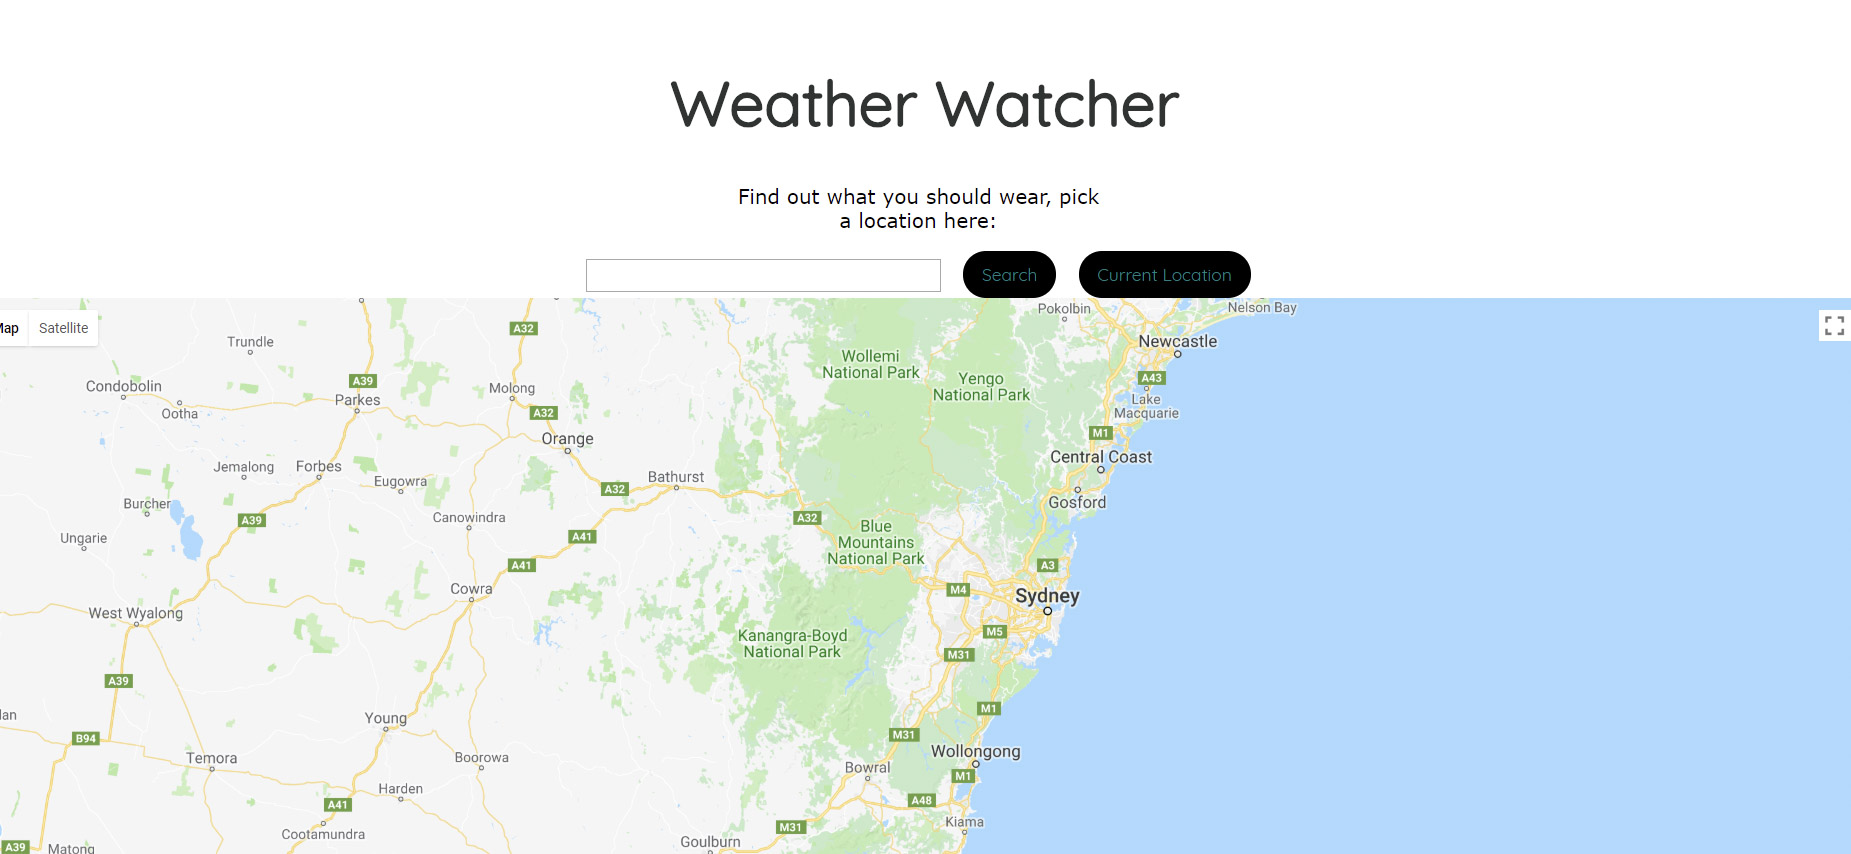 Weather Watcher
Find out what you should wear, pick
a location here:
Search
Current Location
Map
Satellite
Pokolbin
Nelson Bay
Newcastle
Trundle
A32
Wollemi
National Park
Yengo
National Park
A43
Lake
Macquarie
Condobolin
Ootha
A39
Parkes
Molong
A32
Orange
M1
Central Coast
Gosford
Jemalong
Forbes
Eugowra
Bathurst
A32
Burcher
A39
Canowindra
A32
Ungarie
A41
Blue
Mountains
National Park
A41
A3
Cowra
M4
Sydney
West Wyalong
Kanangra-Boyd
National Park
M5
M31
A39
M1
lan
B94
Young
M31
Wollongong
Temora
Boorowa
Bowral
M1
Harden
A41
A48
Cootamundra
M31
Kiama
A39
Matong
Goulburn